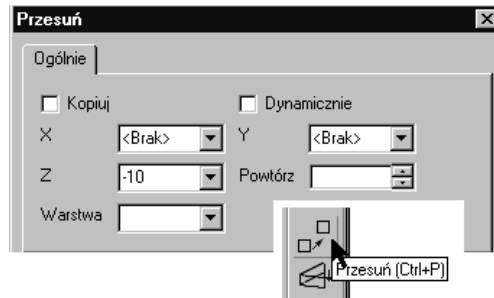 Przesuń
Ogólnie
Kopiuj
Dynamicznie
X <Brak> Y <Brak>
Z -10 Powtórz
Warstwa
Przesuń (Ctrl+P)